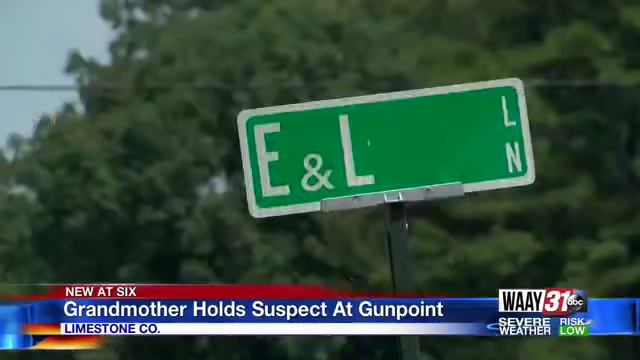 E & L LN
NEW AT SIX
Grandmother Holds Suspect At Gunpoint
LIMESTONE CO.
WAAY 31 abc
SEVERE WEATHER RISK LOW